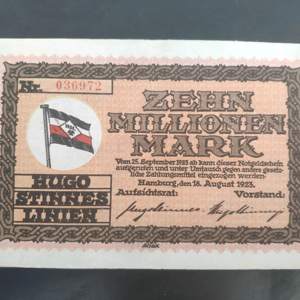 Nr. 036972
ZEHN
MILLIONEN
MARK
HUGO
STINNES
LINIEN
Vom 25. September 1923 ab kann dieser Notgeldschein
aufgerufen und unter Umtausch gegen andere gesetz-
liche Zahlungsmittel eingezogen werden.
Hamburg, den 18. August 1923.
Aufsichtsrat: Vorstand: